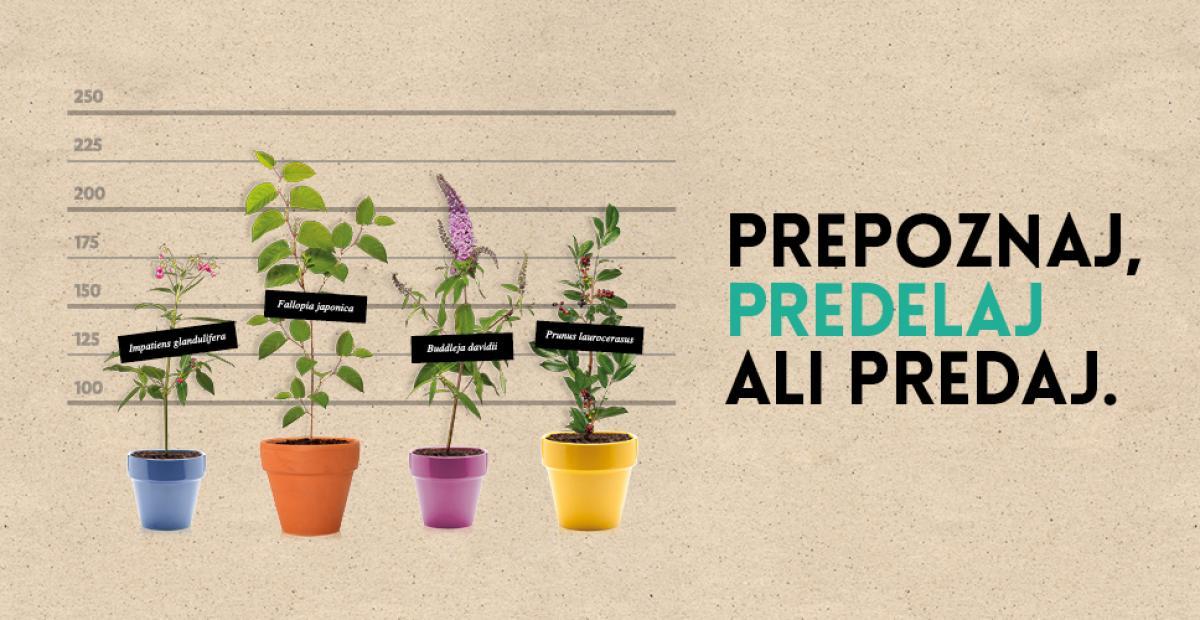 250
225
200
175
150
125
100
Impatiens glandulifera
Fallopia japonica
Buddleja davidii
Prunus laurocerasus
PREPOZNAJ,
PREDELAJ
ALI PREDAJ.